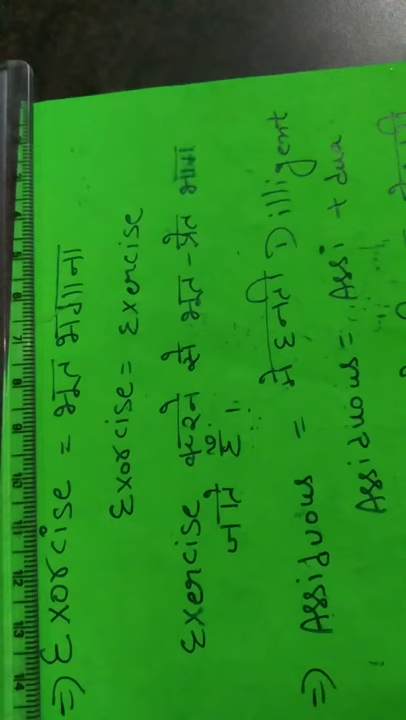 ⇒ Exorcise = भूत भगाना
Exorcise = Exercise
Exercise करने से भूत-प्रेत भाग
जाते हैं।
⇒ Assiduous = मेहनती Dilligent
Assiduous = Assi + dua